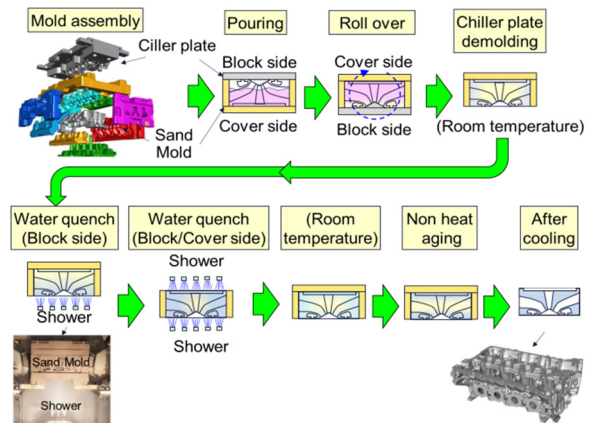 Mold assembly
Pouring
Roll over
Chiller plate
demolding
Ciller plate
Block side
Cover side
Sand
Mold
Cover side
Block side
(Room temperature)
Water quench
(Block side)
Water quench
(Block/Cover side)
(Room
temperature)
Non heat
aging
After
cooling
Shower
Shower
Shower
Sand Mold
Shower